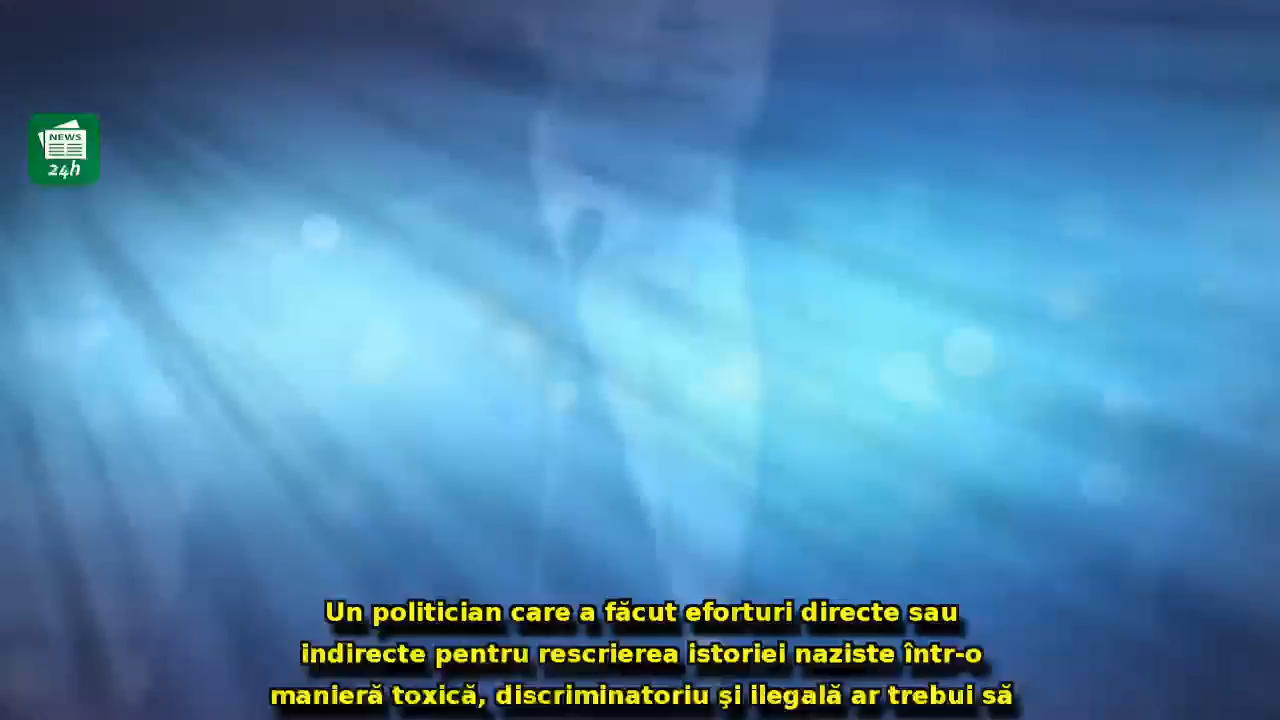 NEWS
24h
Un politician care a făcut eforturi directe sau
indirecte pentru rescrierea istoriei naziste într-o
manieră toxică, discriminatoriu şi ilegală ar trebui să